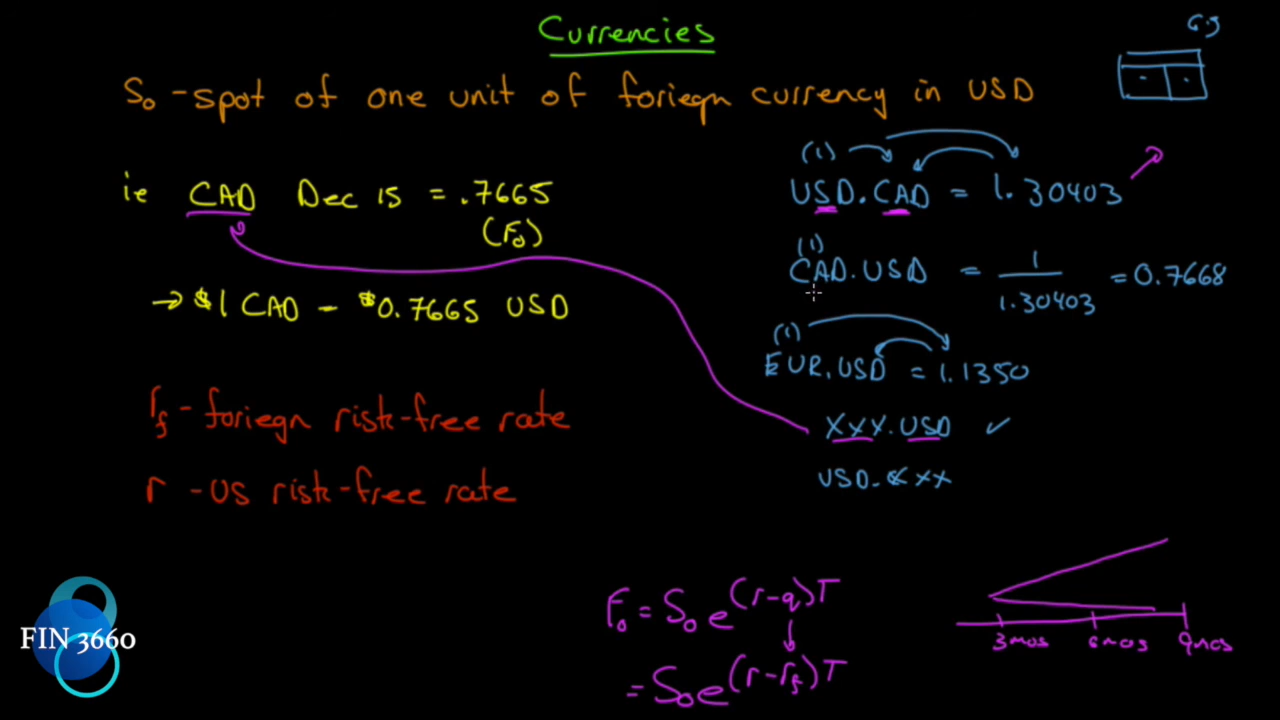 Currencies
S₀ - spot of one unit of foriegn currency in USD
ie CAD Dec 15 = .7665
(F₀)
→ $1 CAD - $0.7665 USD
r_f - foriegn risk-free rate
r - US risk-free rate
(1)
USD.CAD = 1.30403
(1)
CAD.USD = 1/1.30403 = 0.7668
(1)
EUR.USD = 1.1350
XXX.USD ✓
USD.XXX
F₀ = S₀e^(r-q)T
= S₀e^(r-r_f)T
3mos 6mos 9mos
FIN 3660